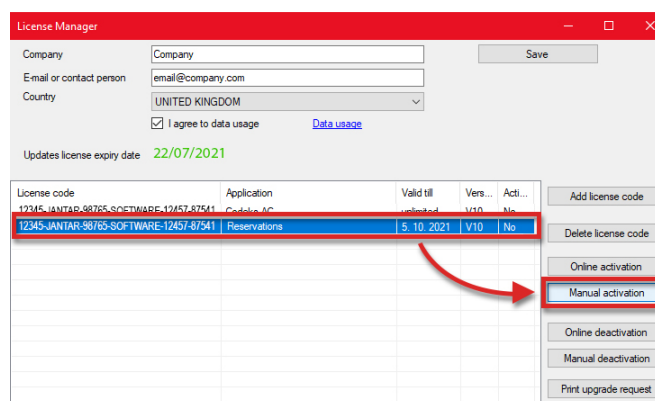 License Manager
Company Company Save
E-mail or contact person email@company.com
Country UNITED KINGDOM
I agree to data usage Data usage
Updates license expiry date 22/07/2021
License code Application Valid till Vers... Acti... Add license code
12345-JANTAR-98765-SOFTWARE-12457-87541 Codeks AC unlimited V10 No
12345-JANTAR-98765-SOFTWARE-12457-87541 Reservations 5. 10. 2021 V10 No
Delete license code
Online activation
Manual activation
Online deactivation
Manual deactivation
Print upgrade request